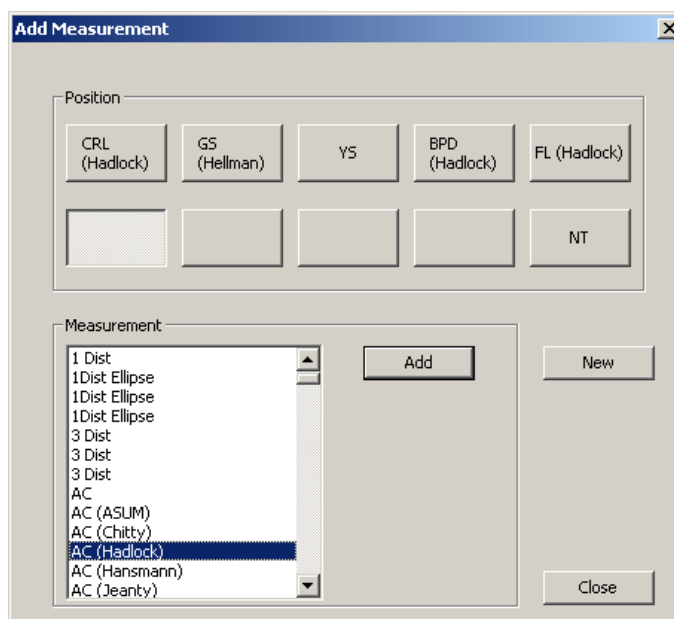 Add Measurement
Position
CRL
(Hadlock)
GS
(Hellman)
YS
BPD
(Hadlock)
FL (Hadlock)
NT
Measurement
1 Dist
1Dist Ellipse
1Dist Ellipse
1Dist Ellipse
3 Dist
3 Dist
3 Dist
AC
AC (ASUM)
AC (Chitty)
AC (Hadlock)
AC (Hansmann)
AC (Jeanty)
Add
New
Close